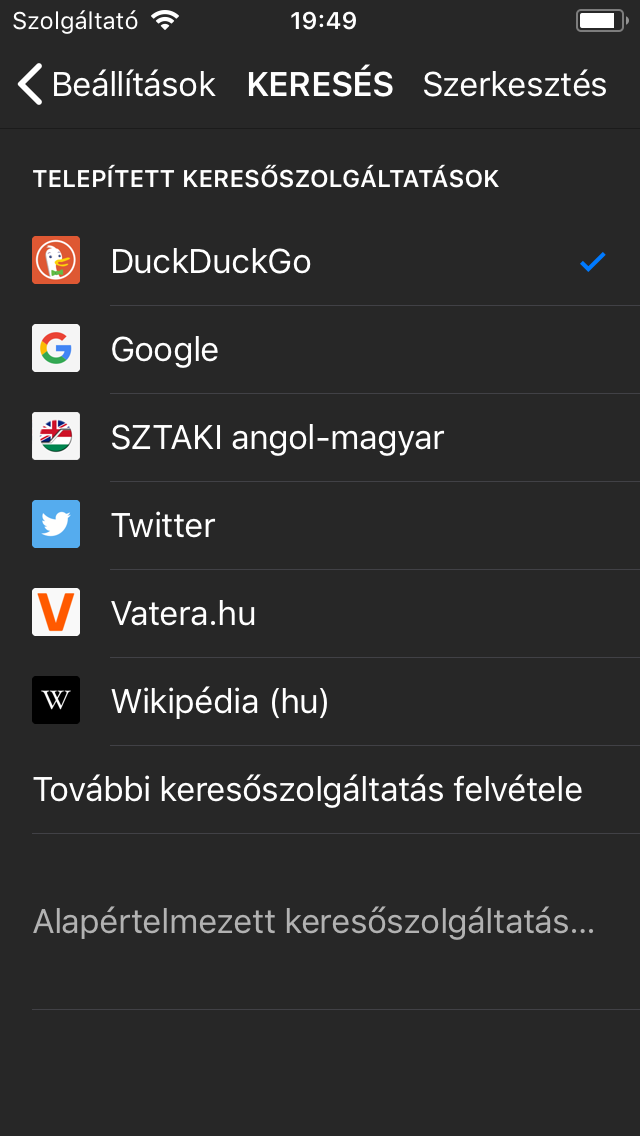 Szolgáltató 19:49
Beállítások KERESÉS Szerkesztés
TELEPÍTETT KERESŐSZOLGÁLTATÁSOK
DuckDuckGo
Google
SZTAKI angol-magyar
Twitter
Vatera.hu
Wikipédia (hu)
További keresőszolgáltatás felvétele
Alapértelmezett keresőszolgáltatás...